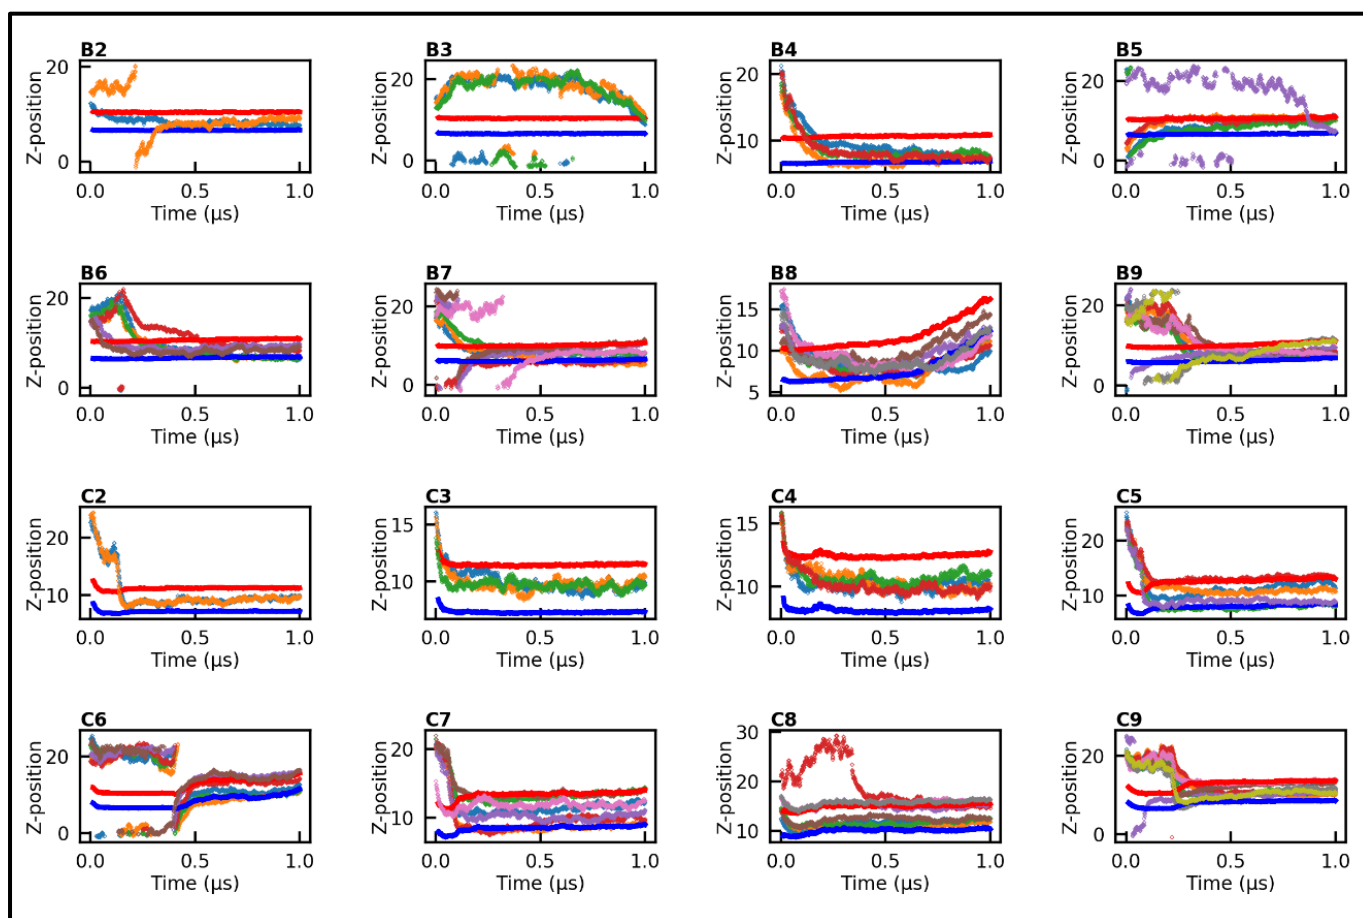 B2 B3 B4 B5
Z-position Z-position Z-position Z-position
20 20 20 20
10 10 10 10
0 0 0
0.0 0.5 1.0 0.0 0.5 1.0 0.0 0.5 1.0 0.0 0.5 1.0
Time (μs) Time (μs) Time (μs) Time (μs)
B6 B7 B8 B9
Z-position Z-position Z-position Z-position
20 20 15 20
10 10 10 10
0 0 5 0
0.0 0.5 1.0 0.0 0.5 1.0 0.0 0.5 1.0 0.0 0.5 1.0
Time (μs) Time (μs) Time (μs) Time (μs)
C2 C3 C4 C5
Z-position Z-position Z-position Z-position
20 15 15 20
10 10 10 10
0.0 0.5 1.0 0.0 0.5 1.0 0.0 0.5 1.0 0.0 0.5 1.0
Time (μs) Time (μs) Time (μs) Time (μs)
C6 C7 C8 C9
Z-position Z-position Z-position Z-position
20 20 30 20
10 10 20 10
0 10 0
0.0 0.5 1.0 0.0 0.5 1.0 0.0 0.5 1.0 0.0 0.5 1.0
Time (μs) Time (μs) Time (μs) Time (μs)